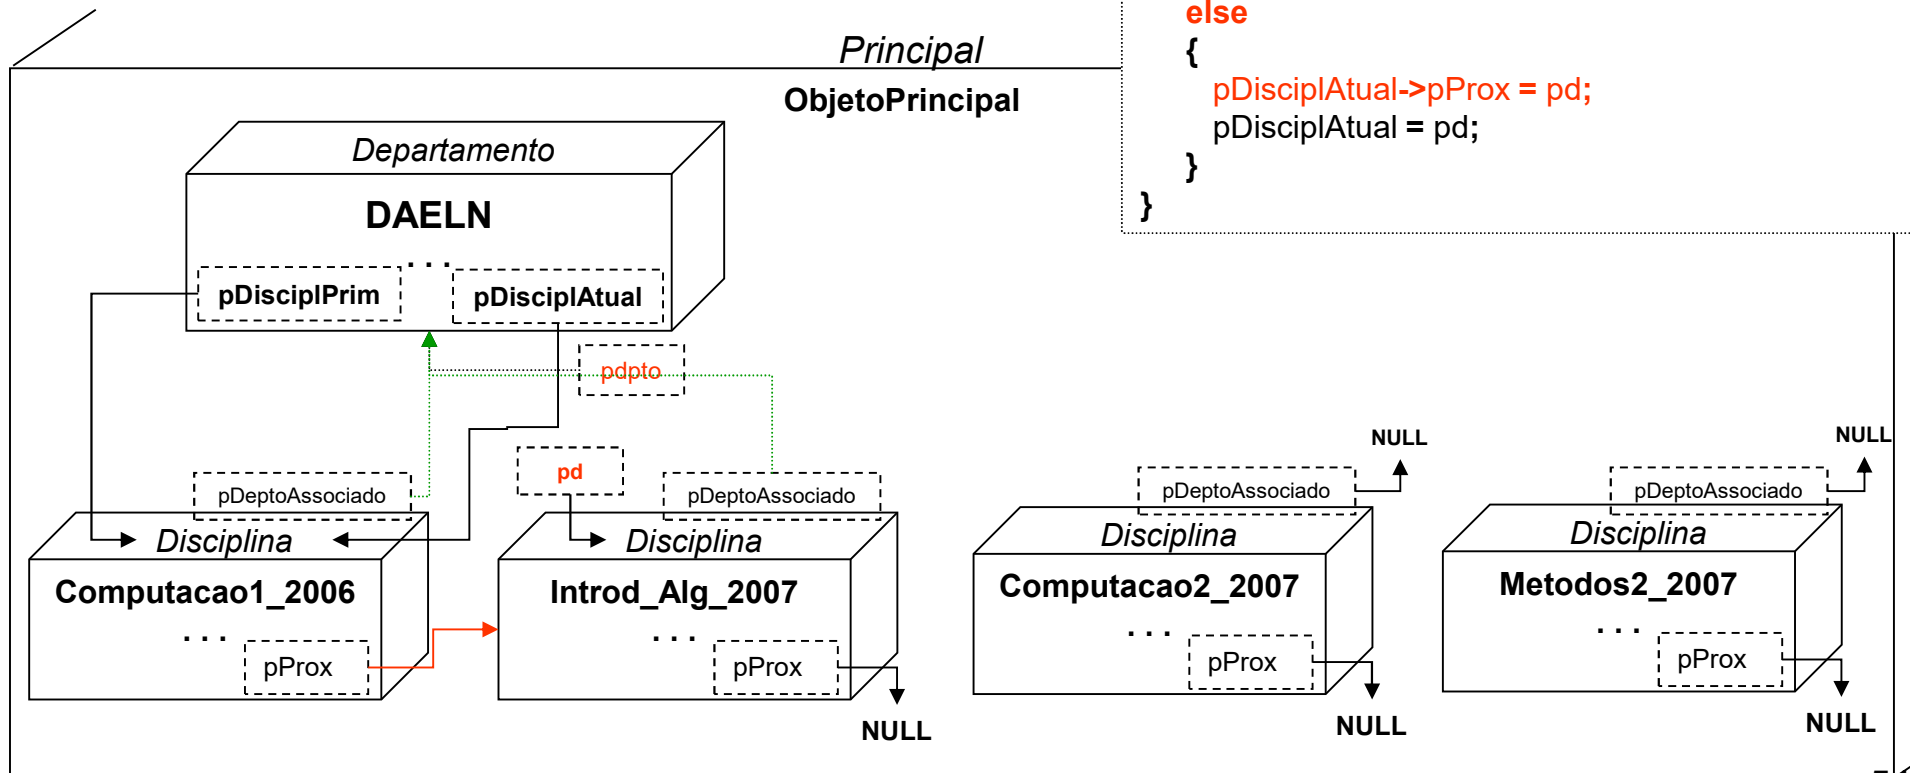 else
{
pDisciplAtual->pProx = pd;
pDisciplAtual = pd;
}
}
Principal
ObjetoPrincipal
Departamento
DAELN
. . .
pDisciplPrim
pDisciplAtual
pdpto
pd
NULL
NULL
pDeptoAssociado
pDeptoAssociado
pDeptoAssociado
pDeptoAssociado
Disciplina
Disciplina
Disciplina
Disciplina
Computacao1_2006
Introd_Alg_2007
Computacao2_2007
Metodos2_2007
. . .
. . .
. . .
. . .
pProx
pProx
pProx
pProx
NULL
NULL
NULL